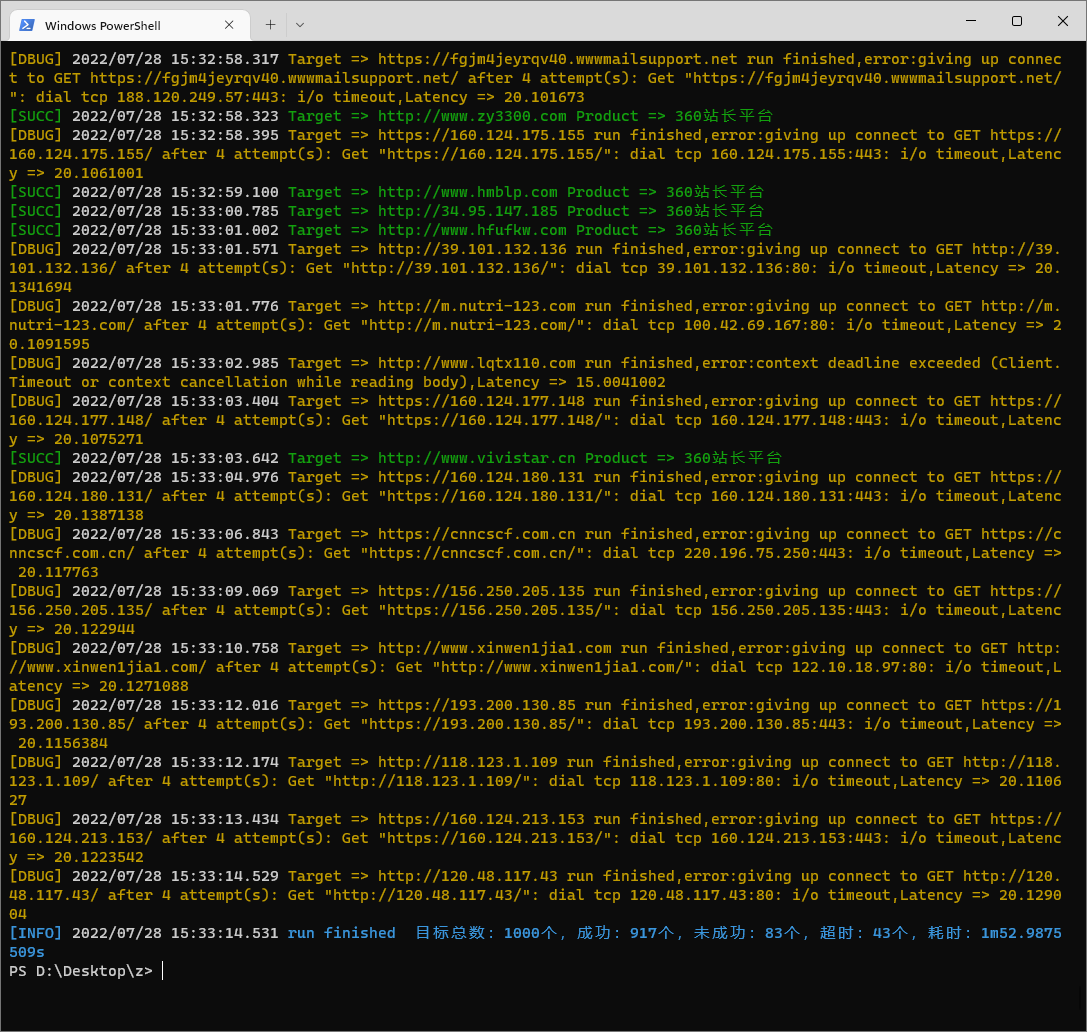 Windows PowerShell
[DBUG] 2022/07/28 15:32:58.317 Target => https://fgjm4jeyrqv40.wwwmailsupport.net run finished,error:giving up connec
t to GET https://fgjm4jeyrqv40.wwwmailsupport.net/ after 4 attempt(s): Get "https://fgjm4jeyrqv40.wwwmailsupport.net/
": dial tcp 188.120.249.57:443: i/o timeout,Latency => 20.101673
[SUCC] 2022/07/28 15:32:58.323 Target => http://www.zy3300.com Product => 360站长平台
[DBUG] 2022/07/28 15:32:58.395 Target => https://160.124.175.155 run finished,error:giving up connect to GET https://
160.124.175.155/ after 4 attempt(s): Get "https://160.124.175.155/": dial tcp 160.124.175.155:443: i/o timeout,Latenc
y => 20.1061001
[SUCC] 2022/07/28 15:32:59.100 Target => http://www.hmblp.com Product => 360站长平台
[SUCC] 2022/07/28 15:33:00.785 Target => http://34.95.147.185 Product => 360站长平台
[SUCC] 2022/07/28 15:33:01.002 Target => http://www.hfufkw.com Product => 360站长平台
[DBUG] 2022/07/28 15:33:01.571 Target => http://39.101.132.136 run finished,error:giving up connect to GET http://39.
101.132.136/ after 4 attempt(s): Get "http://39.101.132.136/": dial tcp 39.101.132.136:80: i/o timeout,Latency => 20.
1341694
[DBUG] 2022/07/28 15:33:01.776 Target => http://m.nutri-123.com run finished,error:giving up connect to GET http://m.
nutri-123.com/ after 4 attempt(s): Get "http://m.nutri-123.com/": dial tcp 100.42.69.167:80: i/o timeout,Latency => 2
0.1091595
[DBUG] 2022/07/28 15:33:02.985 Target => http://www.lqtx110.com run finished,error:context deadline exceeded (Client.
Timeout or context cancellation while reading body),Latency => 15.0041002
[DBUG] 2022/07/28 15:33:03.404 Target => https://160.124.177.148 run finished,error:giving up connect to GET https://
160.124.177.148/ after 4 attempt(s): Get "https://160.124.177.148/": dial tcp 160.124.177.148:443: i/o timeout,Latenc
y => 20.1075271
[SUCC] 2022/07/28 15:33:03.642 Target => http://www.vivistar.cn Product => 360站长平台
[DBUG] 2022/07/28 15:33:04.976 Target => https://160.124.180.131 run finished,error:giving up connect to GET https://
160.124.180.131/ after 4 attempt(s): Get "https://160.124.180.131/": dial tcp 160.124.180.131:443: i/o timeout,Latenc
y => 20.1387138
[DBUG] 2022/07/28 15:33:06.843 Target => https://cnncscf.com.cn run finished,error:giving up connect to GET https://c
nncscf.com.cn/ after 4 attempt(s): Get "https://cnncscf.com.cn/": dial tcp 220.196.75.250:443: i/o timeout,Latency =>
20.117763
[DBUG] 2022/07/28 15:33:09.069 Target => https://156.250.205.135 run finished,error:giving up connect to GET https://
156.250.205.135/ after 4 attempt(s): Get "https://156.250.205.135/": dial tcp 156.250.205.135:443: i/o timeout,Latenc
y => 20.122944
[DBUG] 2022/07/28 15:33:10.758 Target => http://www.xinwen1jia1.com run finished,error:giving up connect to GET http:
//www.xinwen1jia1.com/ after 4 attempt(s): Get "http://www.xinwen1jia1.com/": dial tcp 122.10.18.97:80: i/o timeout,L
atency => 20.1271088
[DBUG] 2022/07/28 15:33:12.016 Target => https://193.200.130.85 run finished,error:giving up connect to GET https://1
93.200.130.85/ after 4 attempt(s): Get "https://193.200.130.85/": dial tcp 193.200.130.85:443: i/o timeout,Latency =>
20.1156384
[DBUG] 2022/07/28 15:33:12.174 Target => http://118.123.1.109 run finished,error:giving up connect to GET http://118.
123.1.109/ after 4 attempt(s): Get "http://118.123.1.109/": dial tcp 118.123.1.109:80: i/o timeout,Latency => 20.1106
27
[DBUG] 2022/07/28 15:33:13.434 Target => https://160.124.213.153 run finished,error:giving up connect to GET https://
160.124.213.153/ after 4 attempt(s): Get "https://160.124.213.153/": dial tcp 160.124.213.153:443: i/o timeout,Latenc
y => 20.1223542
[DBUG] 2022/07/28 15:33:14.529 Target => http://120.48.117.43 run finished,error:giving up connect to GET http://120.
48.117.43/ after 4 attempt(s): Get "http://120.48.117.43/": dial tcp 120.48.117.43:80: i/o timeout,Latency => 20.1290
04
[INFO] 2022/07/28 15:33:14.531 run finished  目标总数: 1000个, 成功: 917个, 未成功: 83个, 超时: 43个, 耗时: 1m52.9875
509s
PS D:\Desktop\z>